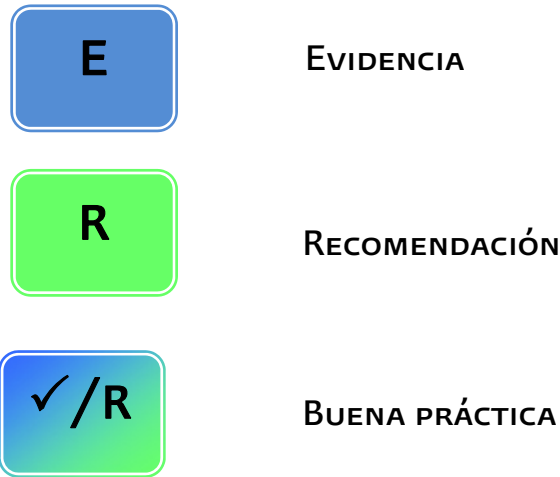 E Evidencia
R Recomendación
✓/R Buena práctica